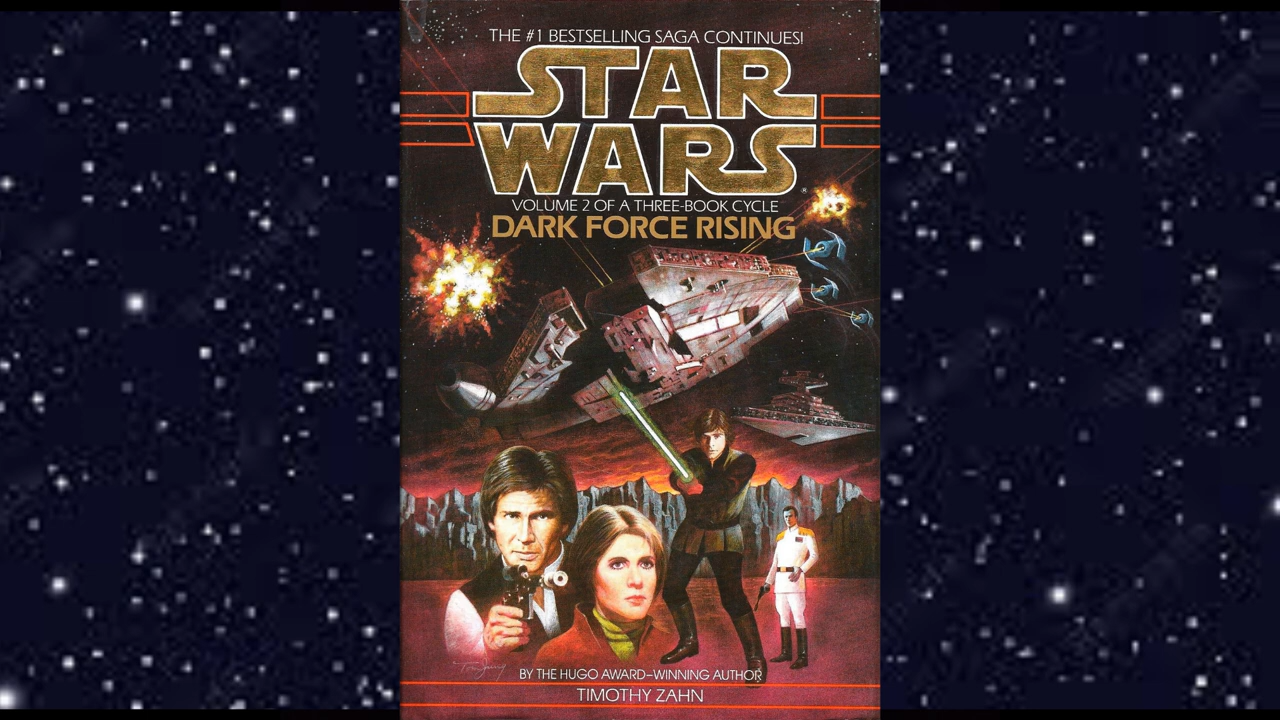 THE #1 BESTSELLING SAGA CONTINUES!
STAR
WARS®
VOLUME 2 OF A THREE-BOOK CYCLE
DARK FORCE RISING
BY THE HUGO AWARD–WINNING AUTHOR
TIMOTHY ZAHN